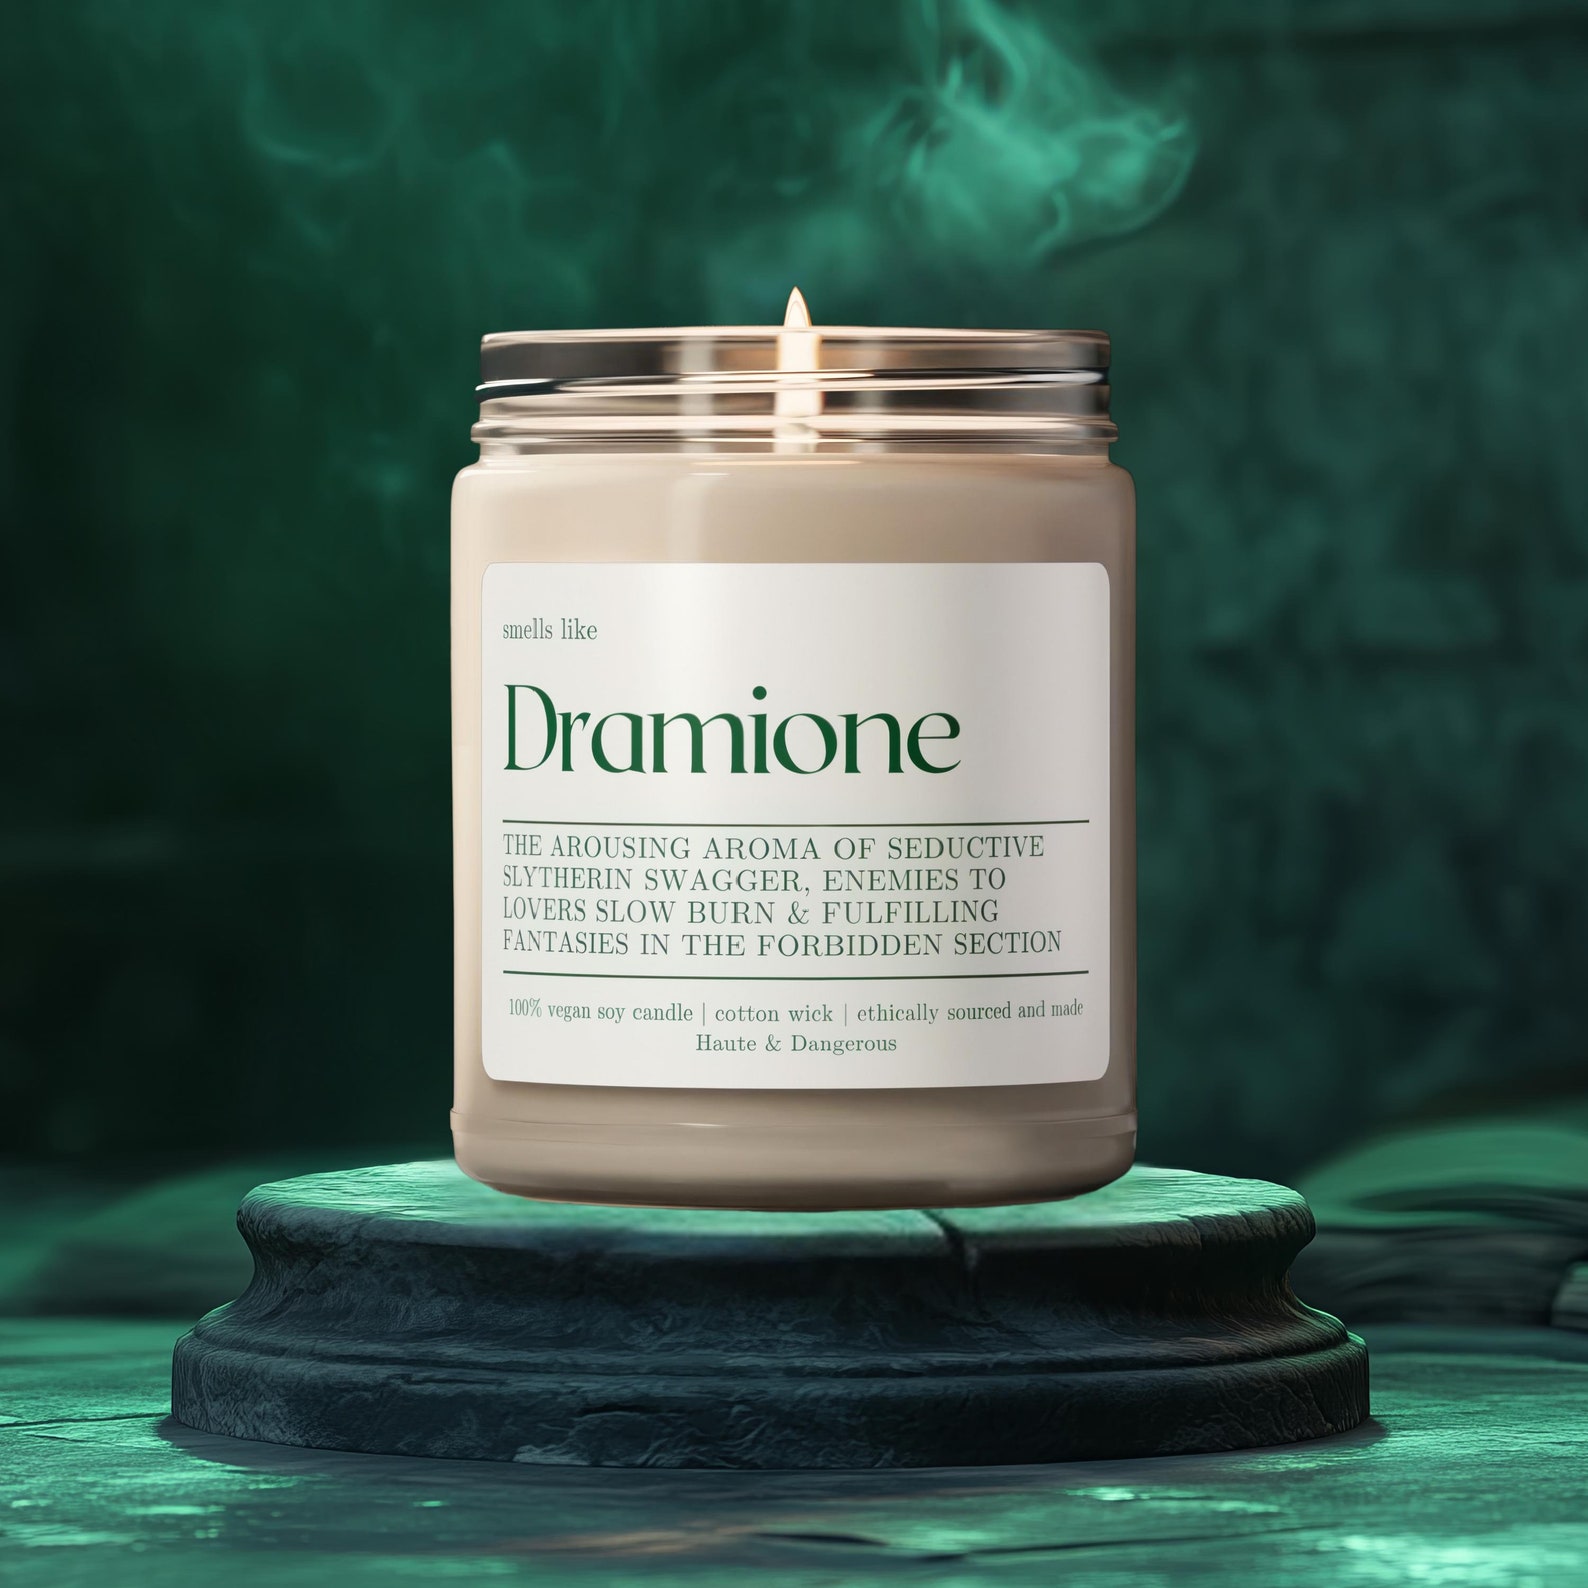 smells like
Dramione
THE AROUSING AROMA OF SEDUCTIVE
SLYTHERIN SWAGGER, ENEMIES TO
LOVERS SLOW BURN & FULFILLING
FANTASIES IN THE FORBIDDEN SECTION
100% vegan soy candle | cotton wick | ethically sourced and made
Haute & Dangerous